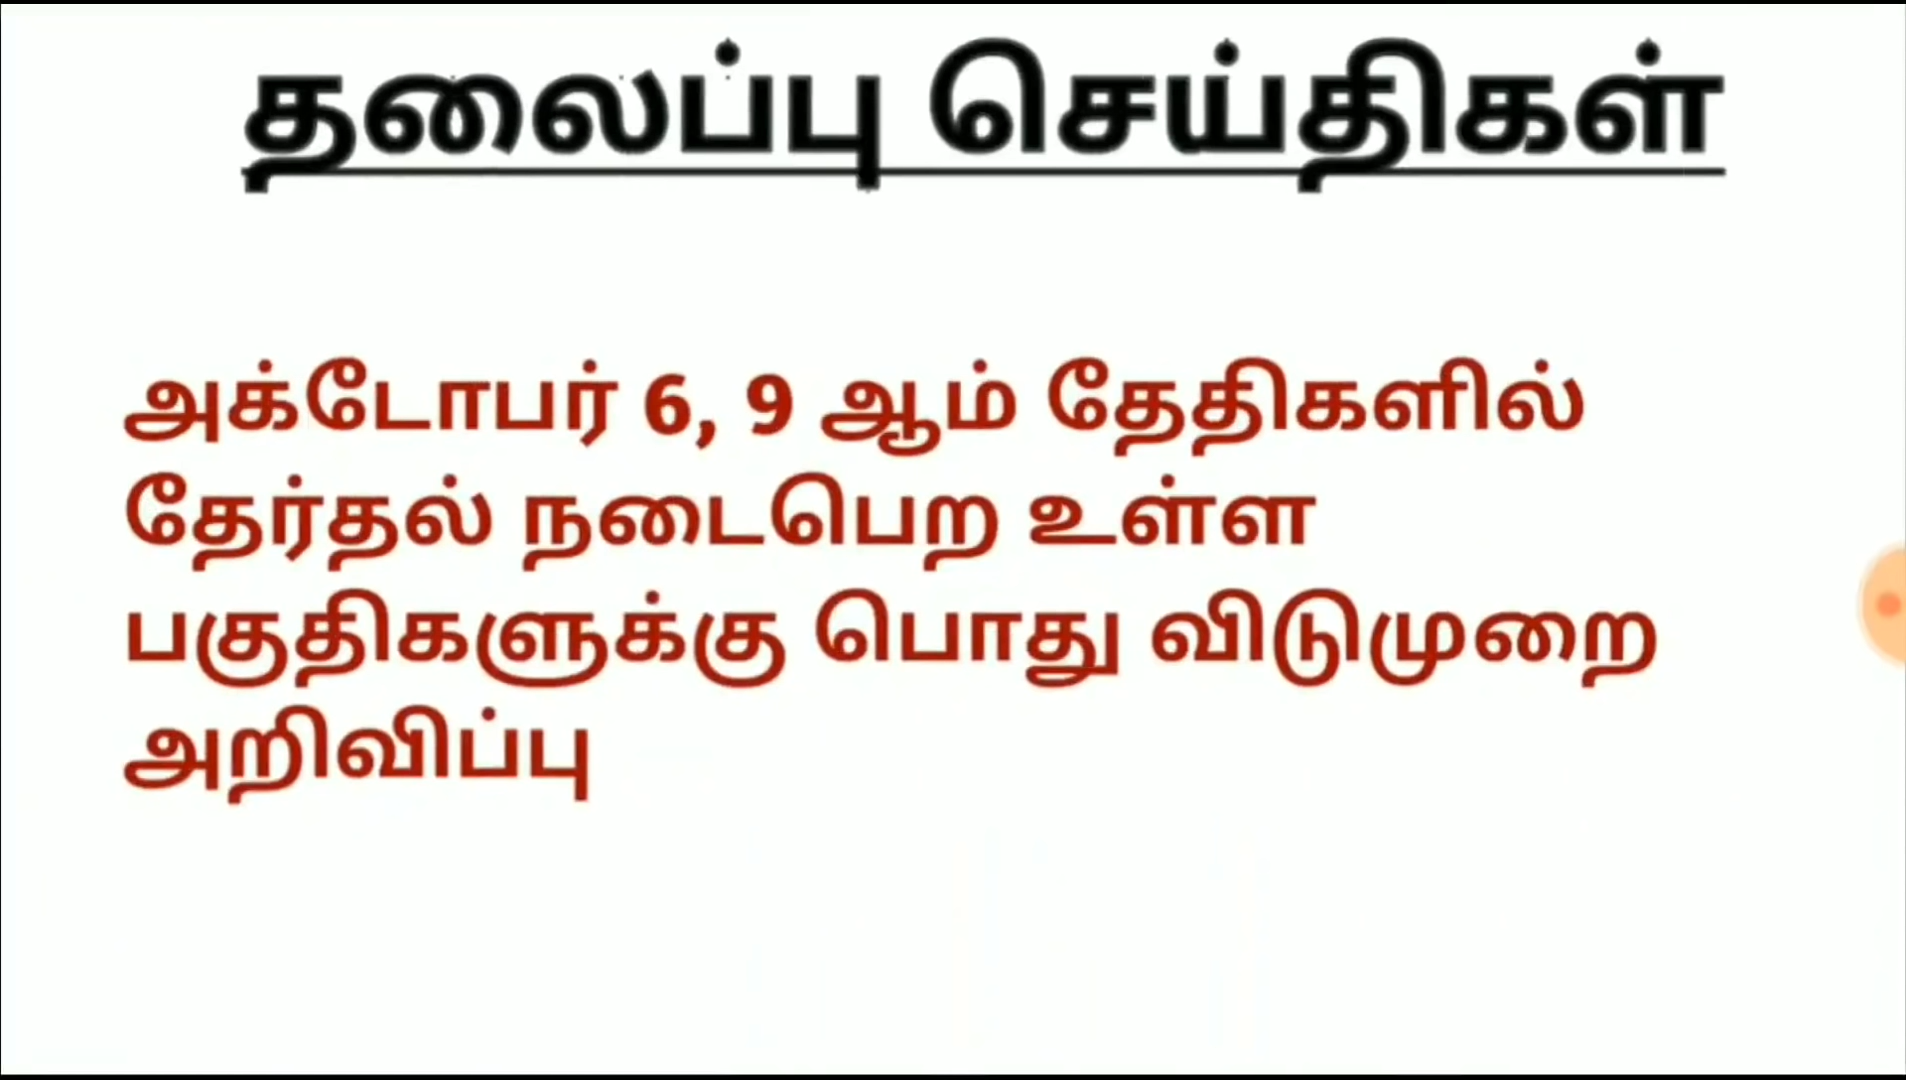 தலைப்பு செய்திகள்
அக்டோபர் 6, 9 ஆம் தேதிகளில்
தேர்தல் நடைபெற உள்ள
பகுதிகளுக்கு பொது விடுமுறை
அறிவிப்பு